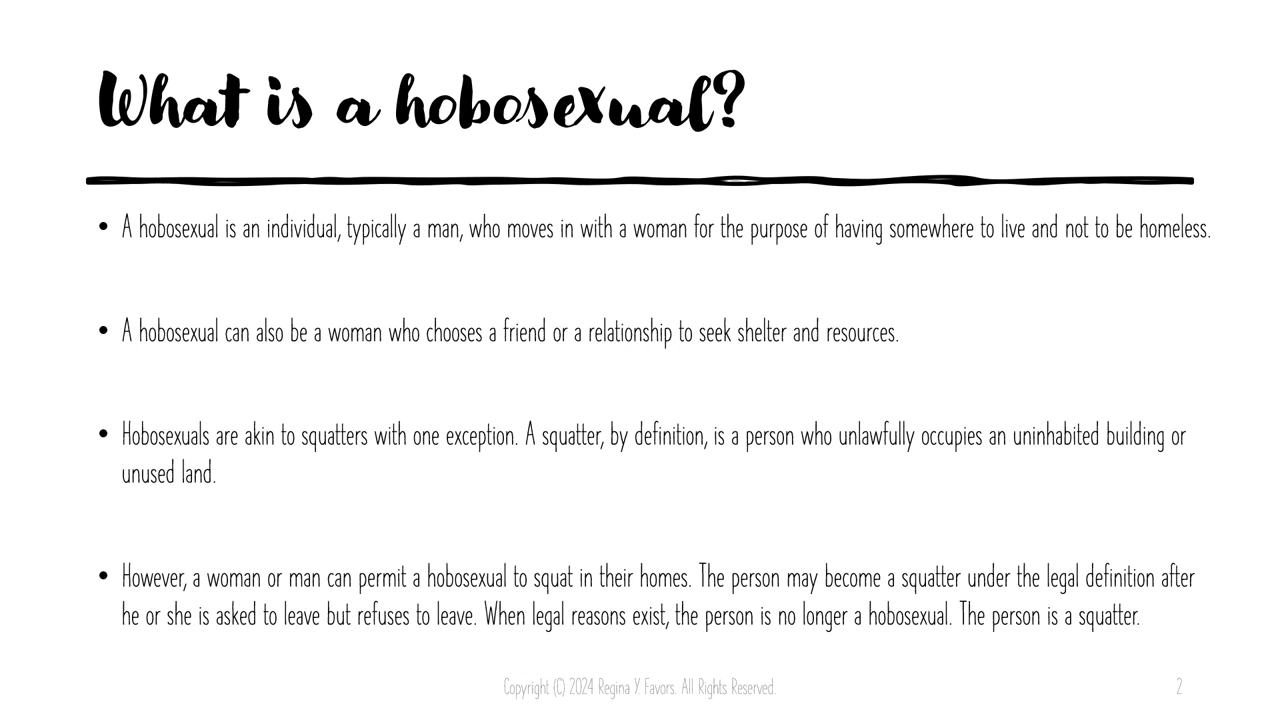 What is a hobosexual?
• A hobosexual is an individual, typically a man, who moves in with a woman for the purpose of having somewhere to live and not to be homeless.
• A hobosexual can also be a woman who chooses a friend or a relationship to seek shelter and resources.
• Hobosexuals are akin to squatters with one exception. A squatter, by definition, is a person who unlawfully occupies an uninhabited building or
unused land.
• However, a woman or man can permit a hobosexual to squat in their homes. The person may become a squatter under the legal definition after
he or she is asked to leave but refuses to leave. When legal reasons exist, the person is no longer a hobosexual. The person is a squatter.
Copyright (C) 2024 Regina Y. Favors. All Rights Reserved.
2